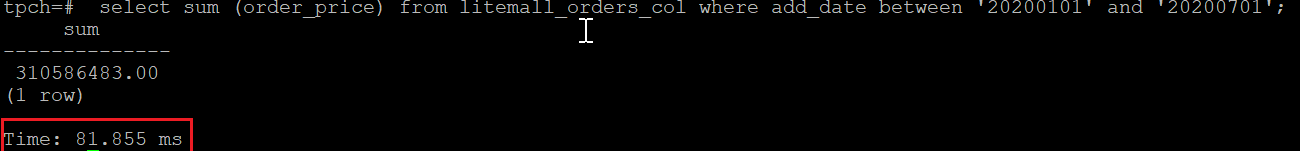 tpch=#  select sum (order_price) from litemall_orders_col where add_date between '20200101' and '20200701';
     sum
--------------
 310586483.00
(1 row)
Time: 81.855 ms